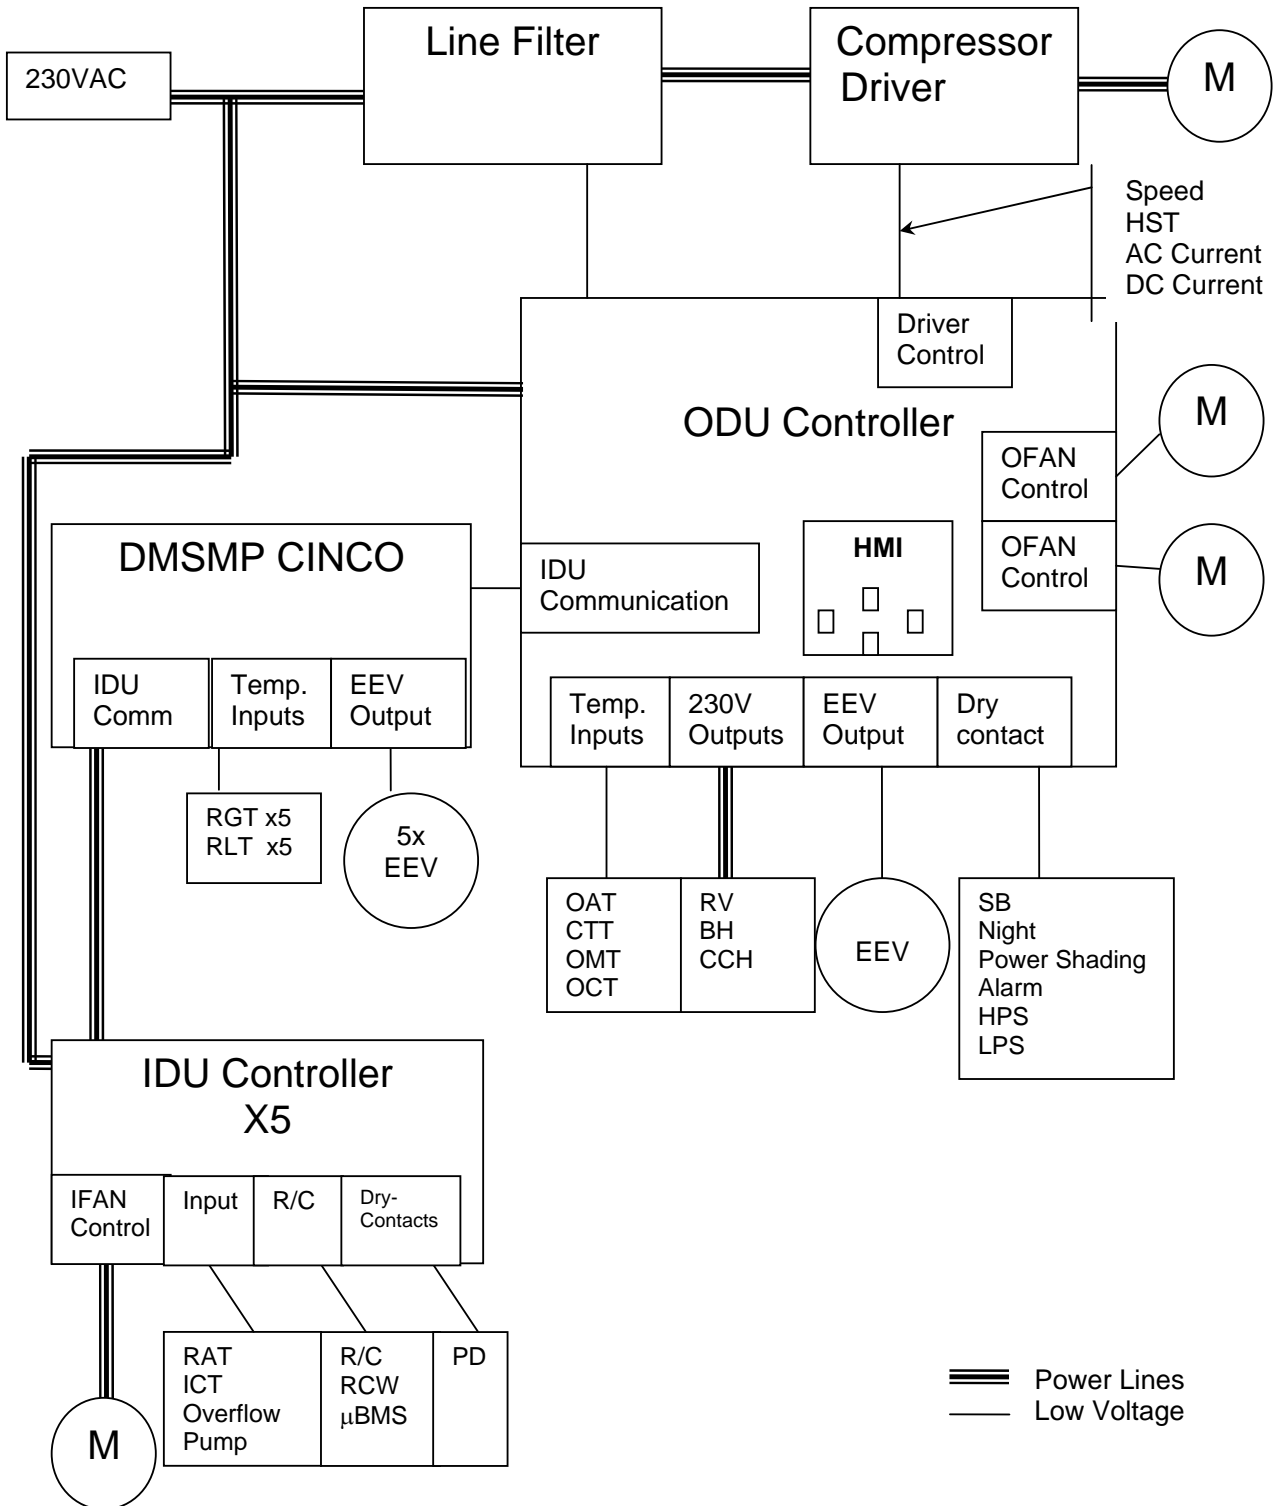 Line Filter
Compressor
Driver
M
230VAC
Speed
HST
AC Current
DC Current
Driver
Control
ODU Controller
M
OFAN
Control
OFAN
Control
M
HMI
DMSMP CINCO
IDU
Communication
IDU
Comm
Temp.
Inputs
EEV
Output
Temp.
Inputs
230V
Outputs
EEV
Output
Dry
contact
RGT x5
RLT x5
5x
EEV
OAT
CTT
OMT
OCT
RV
BH
CCH
EEV
SB
Night
Power Shading
Alarm
HPS
LPS
IDU Controller
X5
IFAN
Control
Input
R/C
Dry-
Contacts
RAT
ICT
Overflow
Pump
R/C
RCW
µBMS
PD
M
Power Lines
Low Voltage